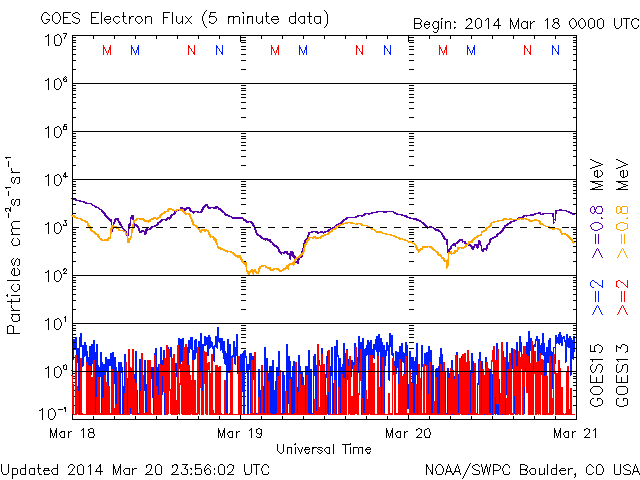 GOES Electron Flux (5 minute data)
Begin: 2014 Mar 18 0000 UTC
M M N N M M N N M M N N
10⁷
10⁶
10⁵
10⁴
10³
10²
10¹
10⁰
10⁻¹
Particles cm⁻²s⁻¹sr⁻¹
Mar 18 Mar 19 Mar 20 Mar 21
Universal Time
GOES15 >=2 >=0.8 MeV
GOES13 >=2 >=0.8 MeV
Updated 2014 Mar 20 23:56:02 UTC
NOAA/SWPC Boulder, CO USA